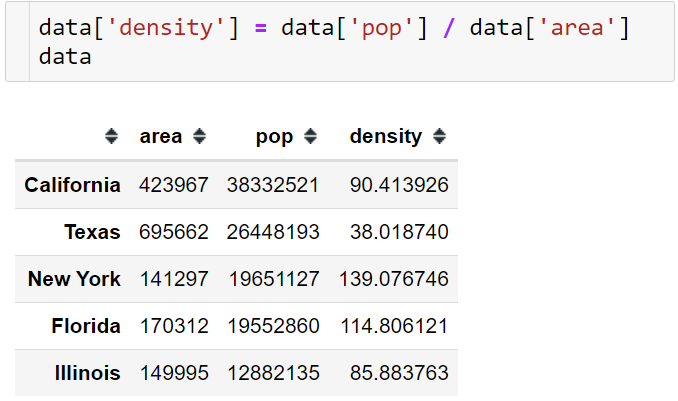 data['density'] = data['pop'] / data['area']
data
area pop density
California 423967 38332521 90.413926
Texas 695662 26448193 38.018740
New York 141297 19651127 139.076746
Florida 170312 19552860 114.806121
Illinois 149995 12882135 85.883763